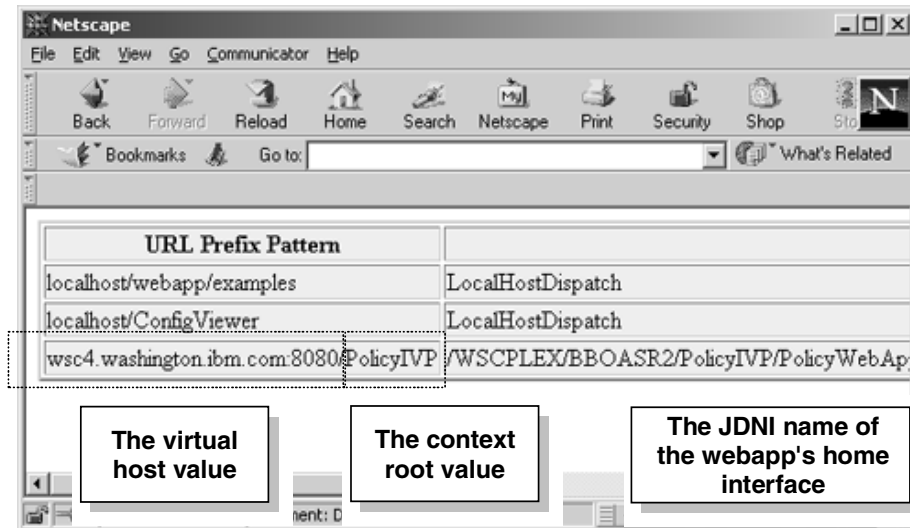 Netscape
File Edit View Go Communicator Help
Back Forward Reload Home Search Netscape Print Security Shop Sto N
Bookmarks Go to: What's Related
URL Prefix Pattern
localhost/webapp/examples LocalHostDispatch
localhost/ConfigViewer LocalHostDispatch
wsc4.washington.ibm.com:8080/PolicyIVP /WSCPLEX/BBOASR2/PolicyIVP/PolicyWebAp
The virtual
host value
The context
root value
The JDNI name of
the webapp's home
interface
ment: D